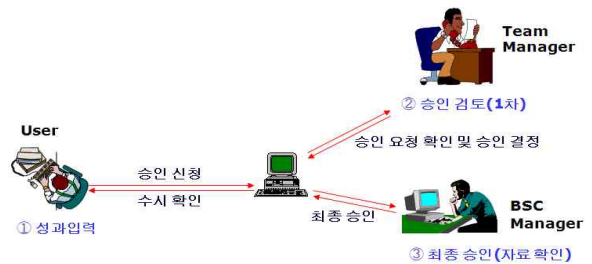 Team
Manager
② 승인 검토(1차)
User
승인 요청 확인 및 승인 결정
승인 신청
수시 확인
최종 승인
① 성과입력
BSC
Manager
③ 최종 승인(자료 확인)